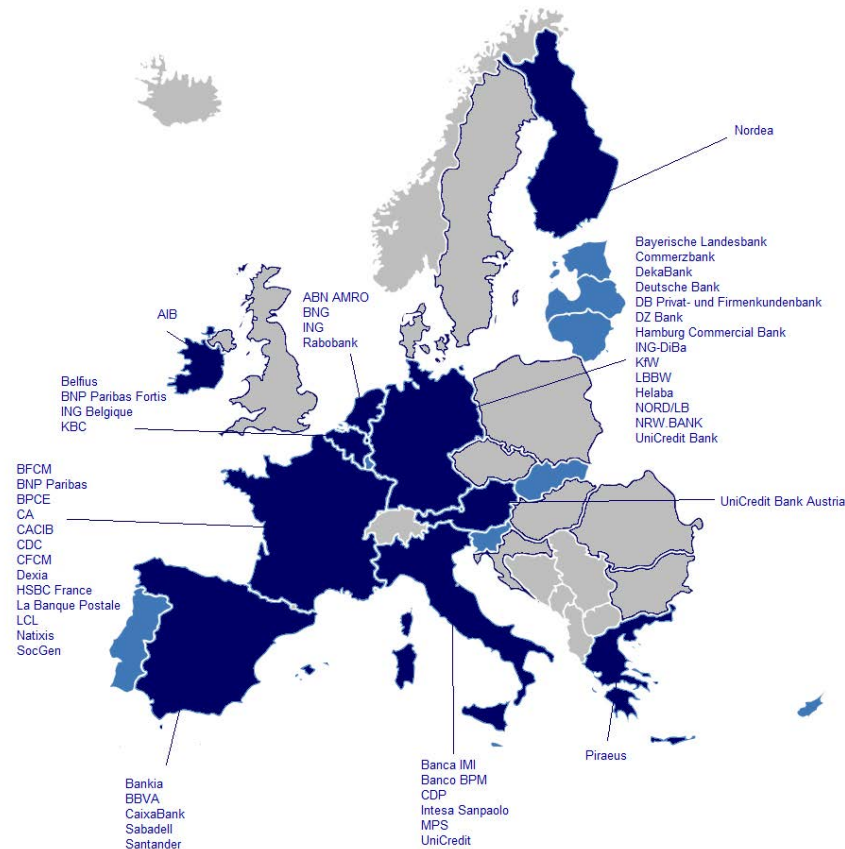 Nordea
Bayerische Landesbank
Commerzbank
DekaBank
Deutsche Bank
DB Privat- und Firmenkundenbank
DZ Bank
Hamburg Commercial Bank
ING-DiBa
KfW
LBBW
Helaba
NORD/LB
NRW.BANK
UniCredit Bank
ABN AMRO
BNG
ING
Rabobank
AIB
Belfius
BNP Paribas Fortis
ING Belgique
KBC
BFCM
BNP Paribas
BPCE
CA
CACIB
CDC
CFCM
Dexia
HSBC France
La Banque Postale
LCL
Natixis
SocGen
UniCredit Bank Austria
Piraeus
Bankia
BBVA
CaixaBank
Sabadell
Santander
Banca IMI
Banco BPM
CDP
Intesa Sanpaolo
MPS
UniCredit